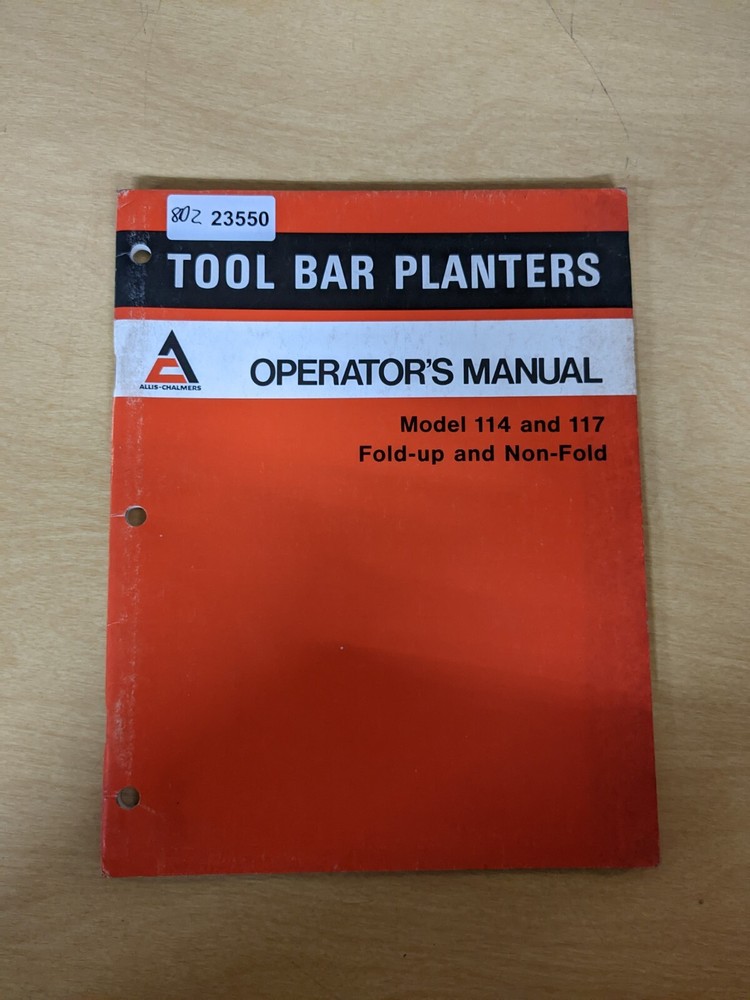 802 23550
TOOL BAR PLANTERS
ALLIS-CHALMERS
OPERATOR'S MANUAL
Model 114 and 117
Fold-up and Non-Fold